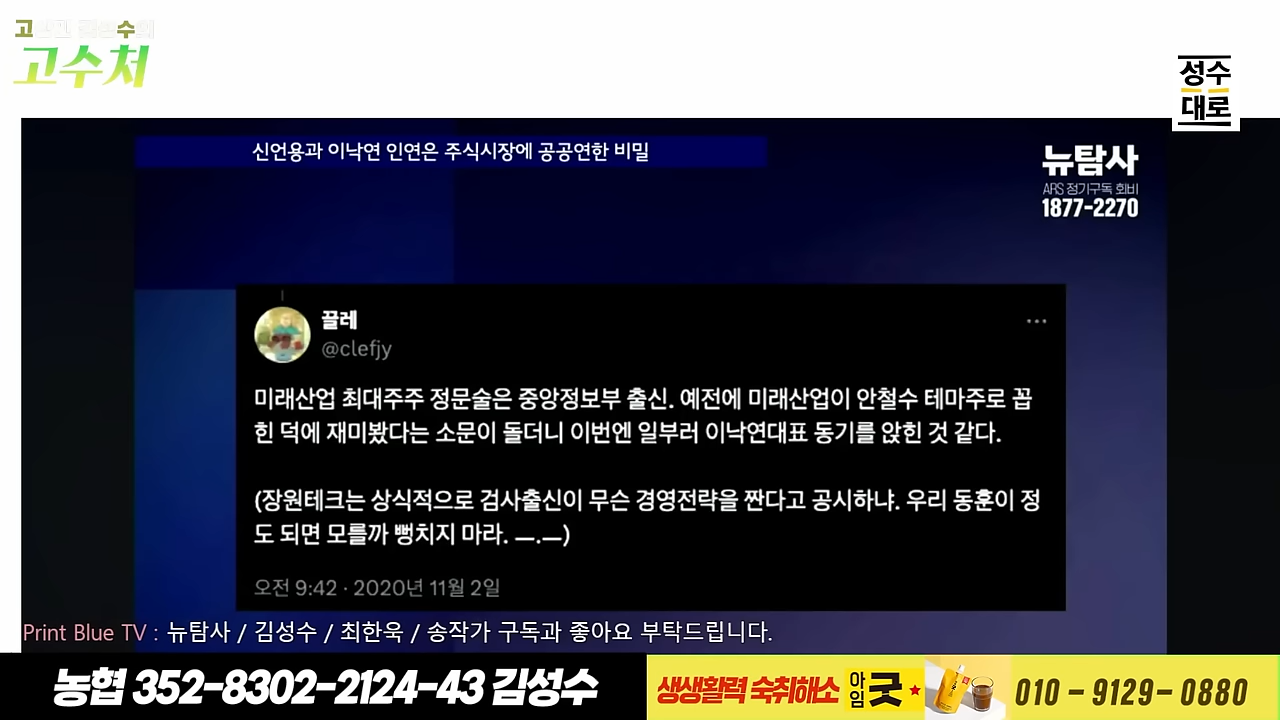 고수처
성수
대로
신언용과 이낙연 인연은 주식시장에 공공연한 비밀
뉴탐사
ARS 정기구독 회비
1877-2270
끌레
@clefjy
미래산업 최대주주 정문술은 중앙정보부 출신. 예전에 미래산업이 안철수 테마주로 꼽
힌 덕에 재미봤다는 소문이 돌더니 이번엔 일부러 이낙연대표 동기를 앉힌 것 같다.
(장원테크는 상식적으로 검사출신이 무슨 경영전략을 짠다고 공시하냐. 우리 동훈이 정
도 되면 모를까 뻥치지 마라. ㅡ.ㅡ)
오전 9:42 · 2020년 11월 2일
Print Blue TV : 뉴탐사 / 김성수 / 최한욱 / 송작가 구독과 좋아요 부탁드립니다.
농협 352-8302-2124-43 김성수
생생활력 숙취해소
아임 굿
010 - 9129 - 0880